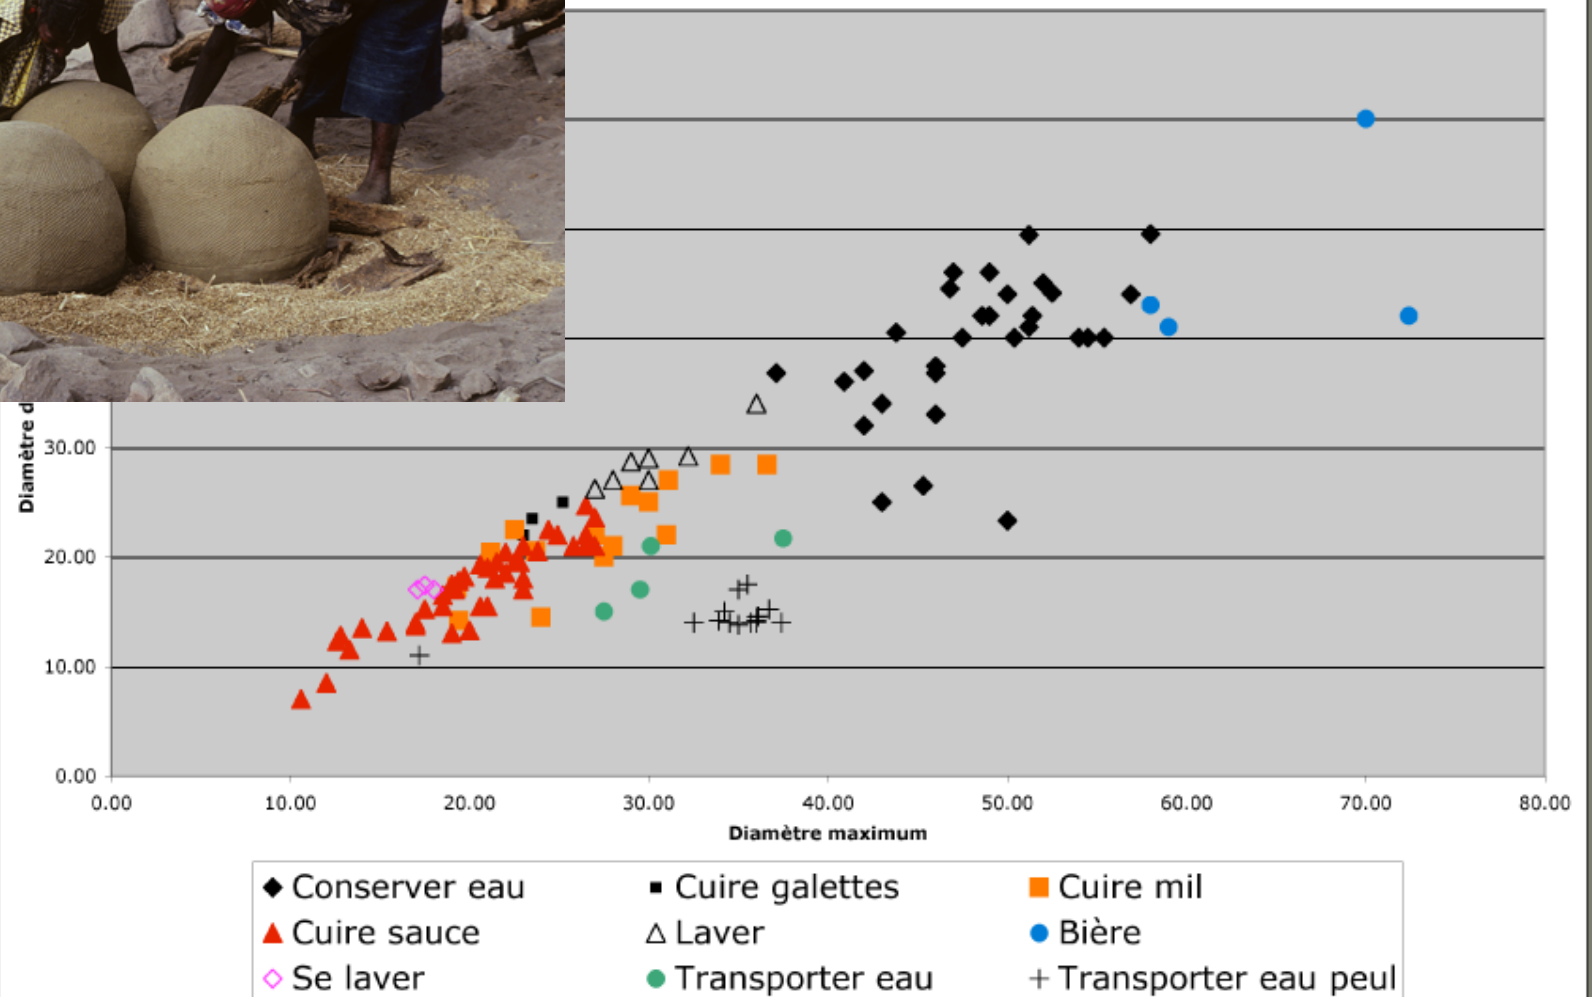 Diamètre
30.00
20.00
10.00
0.00
0.00 10.00 20.00 30.00 40.00 50.00 60.00 70.00 80.00
Diamètre maximum
Conserver eau Cuire galettes Cuire mil
Cuire sauce Laver Bière
Se laver Transporter eau Transporter eau peul